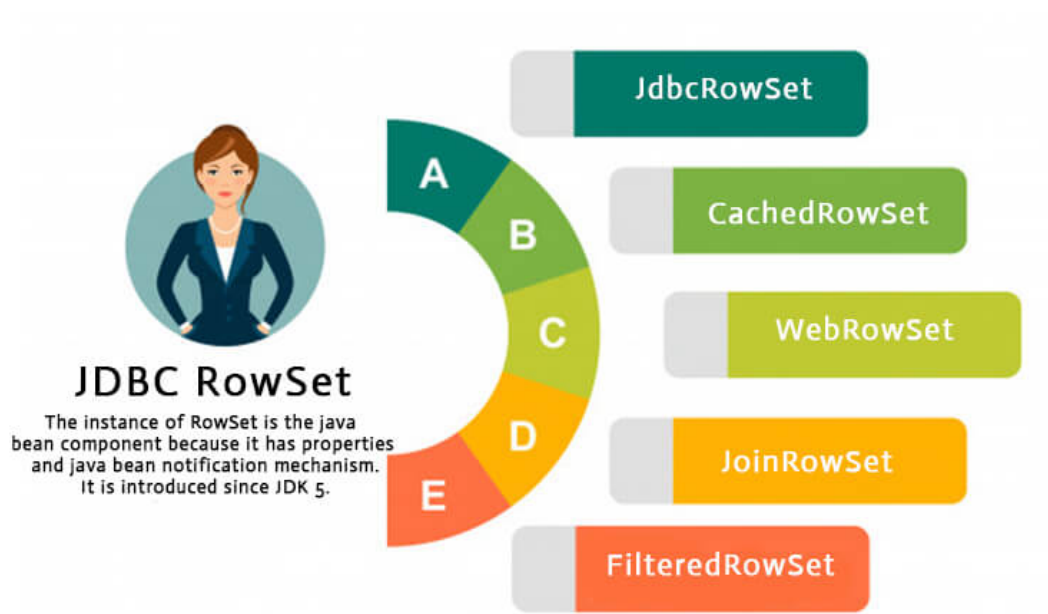 JDBC RowSet
The instance of RowSet is the java
bean component because it has properties
and java bean notification mechanism.
It is introduced since JDK 5.
A
B
C
D
E
JdbcRowSet
CachedRowSet
WebRowSet
JoinRowSet
FilteredRowSet